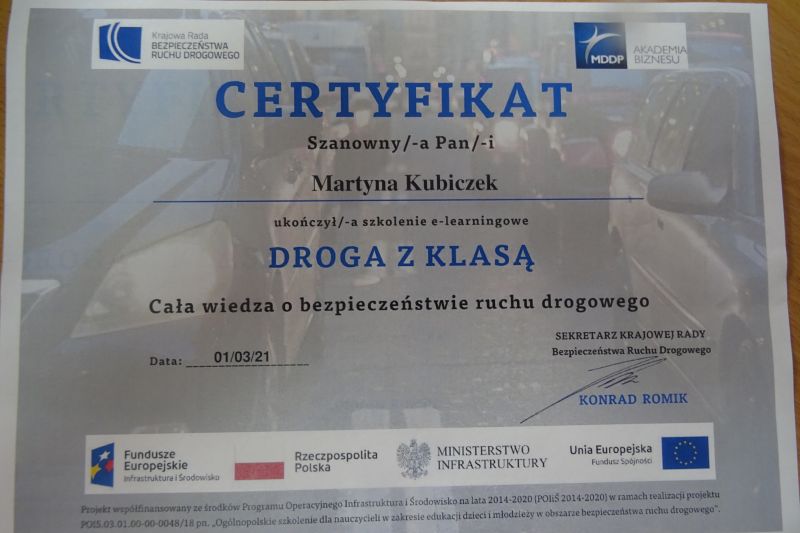 Krajowa Rada
BEZPIECZEŃSTWA
RUCHU DROGOWEGO
MDDP
AKADEMIA
BIZNESU
CERTYFIKAT
Szanowny/-a Pan/-i
Martyna Kubiczek
ukończył/-a szkolenie e-learningowe
DROGA Z KLASĄ
Cała wiedza o bezpieczeństwie ruchu drogowego
SEKRETARZ KRAJOWEJ RADY
Bezpieczeństwa Ruchu Drogowego
Data: 01/03/21
KONRAD ROMIK
Fundusze
Europejskie
Infrastruktura i Środowisko
Rzeczpospolita
Polska
MINISTERSTWO
INFRASTRUKTURY
Unia Europejska
Fundusz Spójności
Projekt współfinansowany ze środków Programu Operacyjnego Infrastruktura i Środowisko na lata 2014-2020 (POIiŚ 2014-2020) w ramach realizacji projektu
POIS.03.01.00-00-0048/18 pn. „Ogólnopolskie szkolenie dla nauczycieli w zakresie edukacji dzieci i młodzieży w obszarze bezpieczeństwa ruchu drogowego".